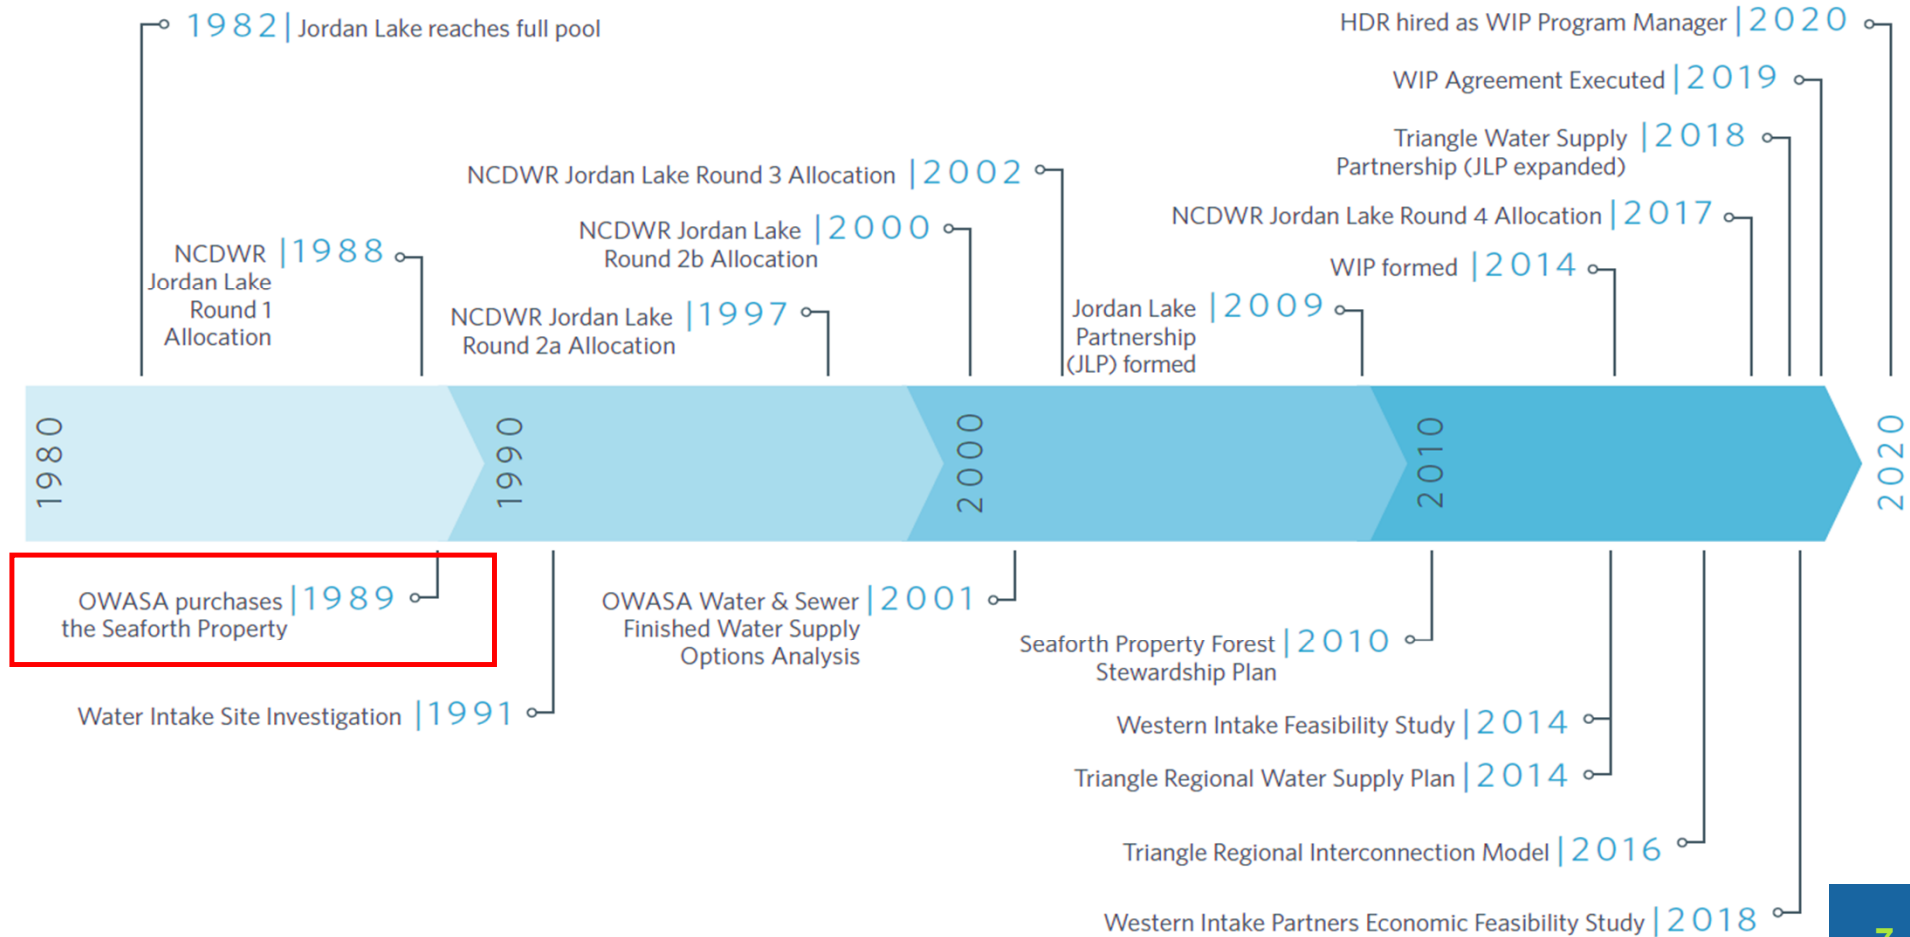 1982| Jordan Lake reaches full pool
HDR hired as WIP Program Manager |2020
WIP Agreement Executed |2019
Triangle Water Supply |2018
Partnership (JLP expanded)
NCDWR Jordan Lake Round 3 Allocation |2002
NCDWR Jordan Lake Round 4 Allocation |2017
NCDWR Jordan Lake |2000
Round 2b Allocation
NCDWR |1988
Jordan Lake
Round 1
Allocation
WIP formed |2014
NCDWR Jordan Lake |1997
Round 2a Allocation
Jordan Lake |2009
Partnership
(JLP) formed
1980
1990
2000
2010
2020
OWASA purchases |1989
the Seaforth Property
OWASA Water & Sewer |2001
Finished Water Supply
Options Analysis
Seaforth Property Forest |2010
Stewardship Plan
Water Intake Site Investigation |1991
Western Intake Feasibility Study |2014
Triangle Regional Water Supply Plan |2014
Triangle Regional Interconnection Model |2016
Western Intake Partners Economic Feasibility Study |2018